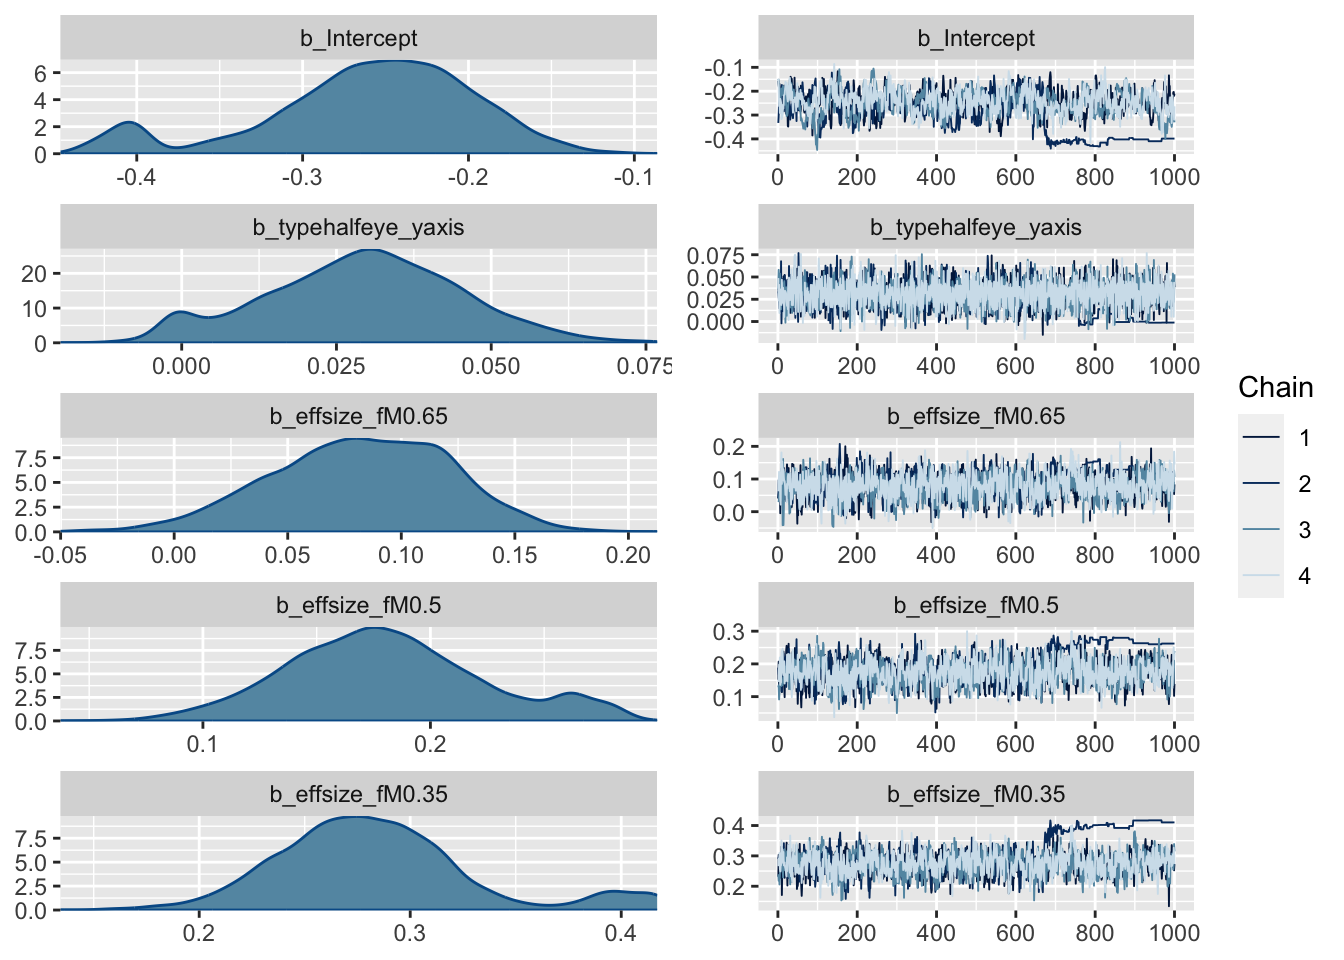 b_Intercept
6
4
2
0
-0.4 -0.3 -0.2 -0.1
b_Intercept
-0.1
-0.2
-0.3
-0.4
0 200 400 600 800 1000
b_typehalfeye_yaxis
20
10
0
0.000 0.025 0.050 0.075
b_typehalfeye_yaxis
0.075
0.050
0.025
0.000
0 200 400 600 800 1000
b_effsize_fM0.65
7.5
5.0
2.5
0.0
-0.05 0.00 0.05 0.10 0.15 0.20
b_effsize_fM0.65
0.2
0.1
0.0
0 200 400 600 800 1000
b_effsize_fM0.5
7.5
5.0
2.5
0.0
0.1 0.2
b_effsize_fM0.5
0.3
0.2
0.1
0 200 400 600 800 1000
b_effsize_fM0.35
7.5
5.0
2.5
0.0
0.2 0.3 0.4
b_effsize_fM0.35
0.4
0.3
0.2
0 200 400 600 800 1000
Chain
1
2
3
4